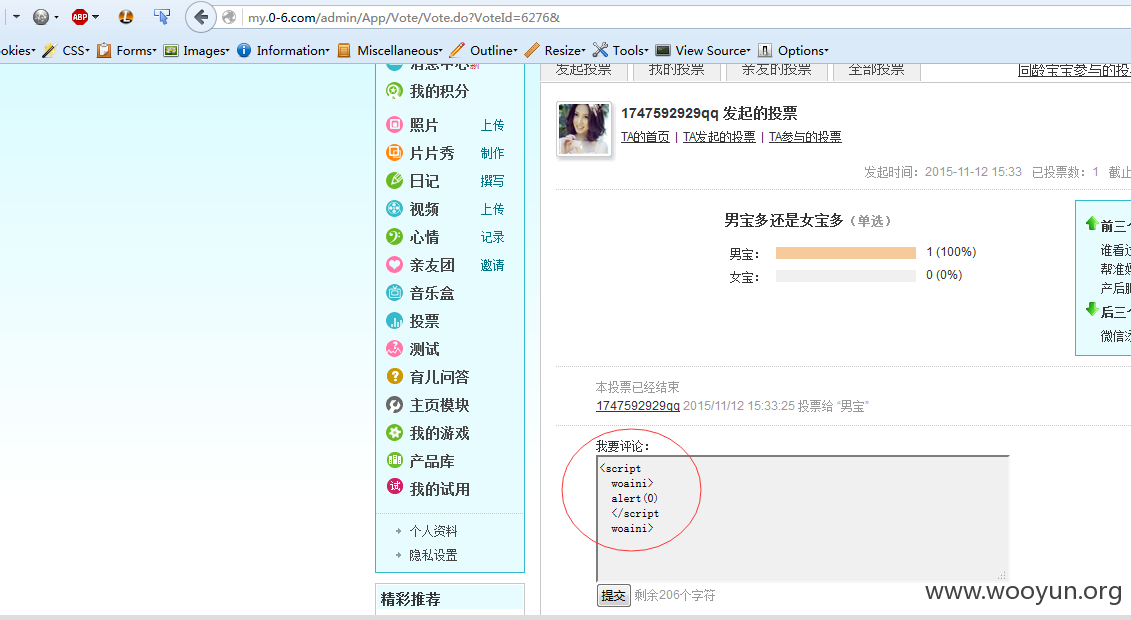 my.0-6.com/admin/App/Vote/Vote.do?VoteId=6276&
ABP
okies CSS Forms Images Information Miscellaneous Outline Resize Tools View Source Options
消息中心
我的积分
照片 上传
片片秀 制作
日记 撰写
视频 上传
心情 记录
亲友团 邀请
音乐盒
投票
测试
育儿问答
主页模块
我的游戏
产品库
试 我的试用
个人资料
隐私设置
精彩推荐
发起投票 我的投票 亲友的投票 全部投票 同龄宝宝参与的投
1747592929qq 发起的投票
TA的首页 | TA发起的投票 | TA参与的投票
发起时间：2015-11-12 15:33 已投票数：1 截止
男宝多还是女宝多（单选）
男宝： 1 (100%)
女宝： 0 (0%)
前三个
谁看过
帮准妈
产后肥
后三个
微信添
本投票已经结束
1747592929qq 2015/11/12 15:33:25 投票给 “男宝”
我要评论：
<script
woaini>
alert(0)
</script
woaini>
提交 剩余206个字符
www.wooyun.org